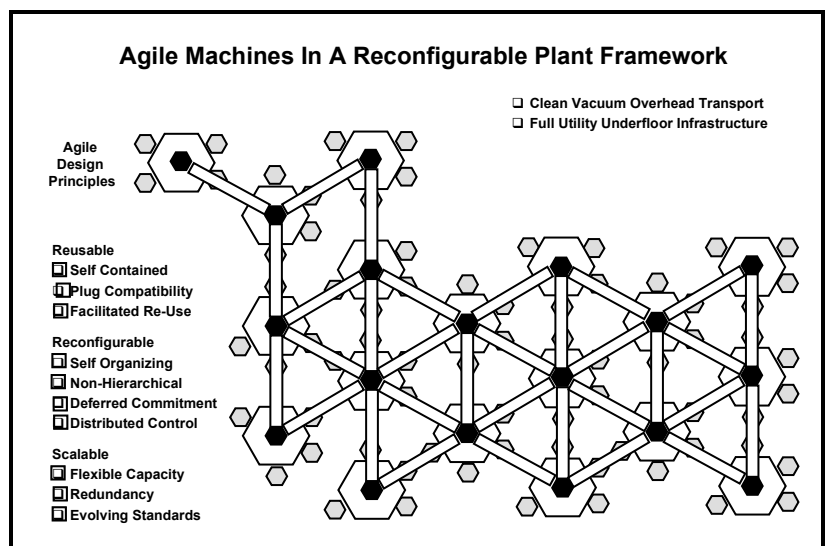 Agile Machines In A Reconfigurable Plant Framework
❑ Clean Vacuum Overhead Transport
❑ Full Utility Underfloor Infrastructure
Agile
Design
Principles
Reusable
❑ Self Contained
❑ Plug Compatibility
❑ Facilitated Re-Use
Reconfigurable
❑ Self Organizing
❑ Non-Hierarchical
❑ Deferred Commitment
❑ Distributed Control
Scalable
❑ Flexible Capacity
❑ Redundancy
❑ Evolving Standards